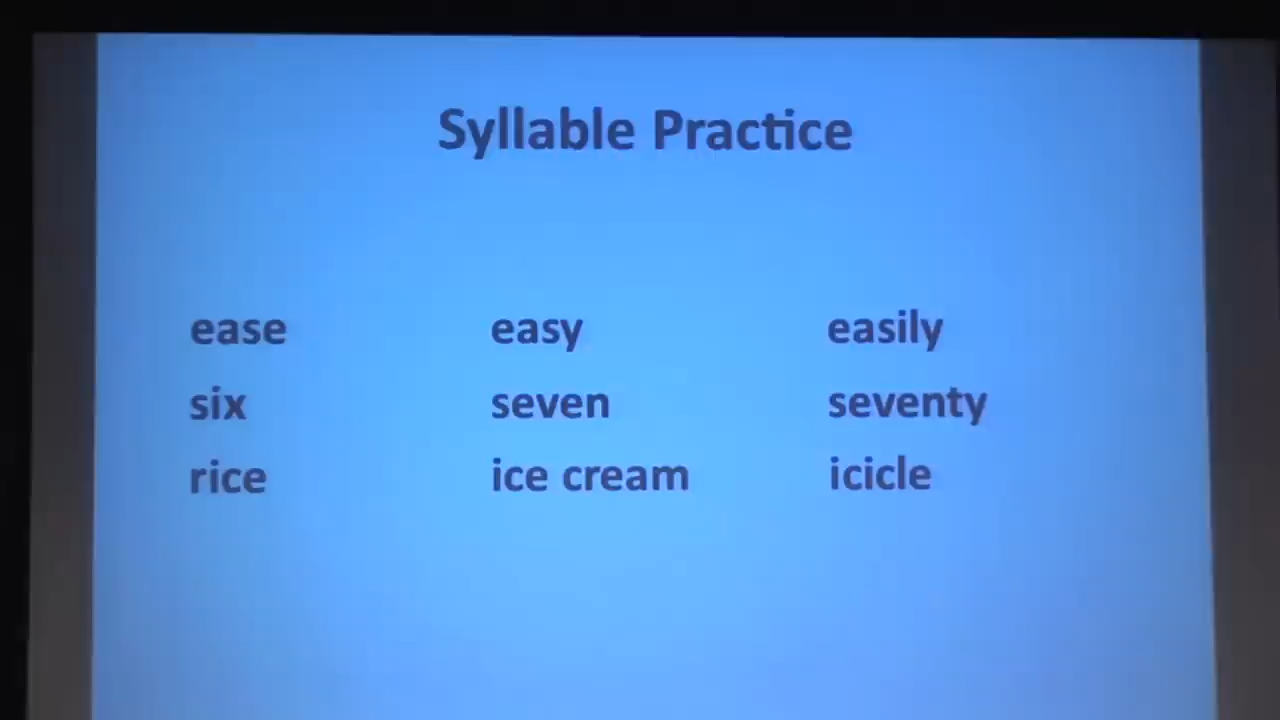 Syllable Practice
ease easy easily
six seven seventy
rice ice cream icicle